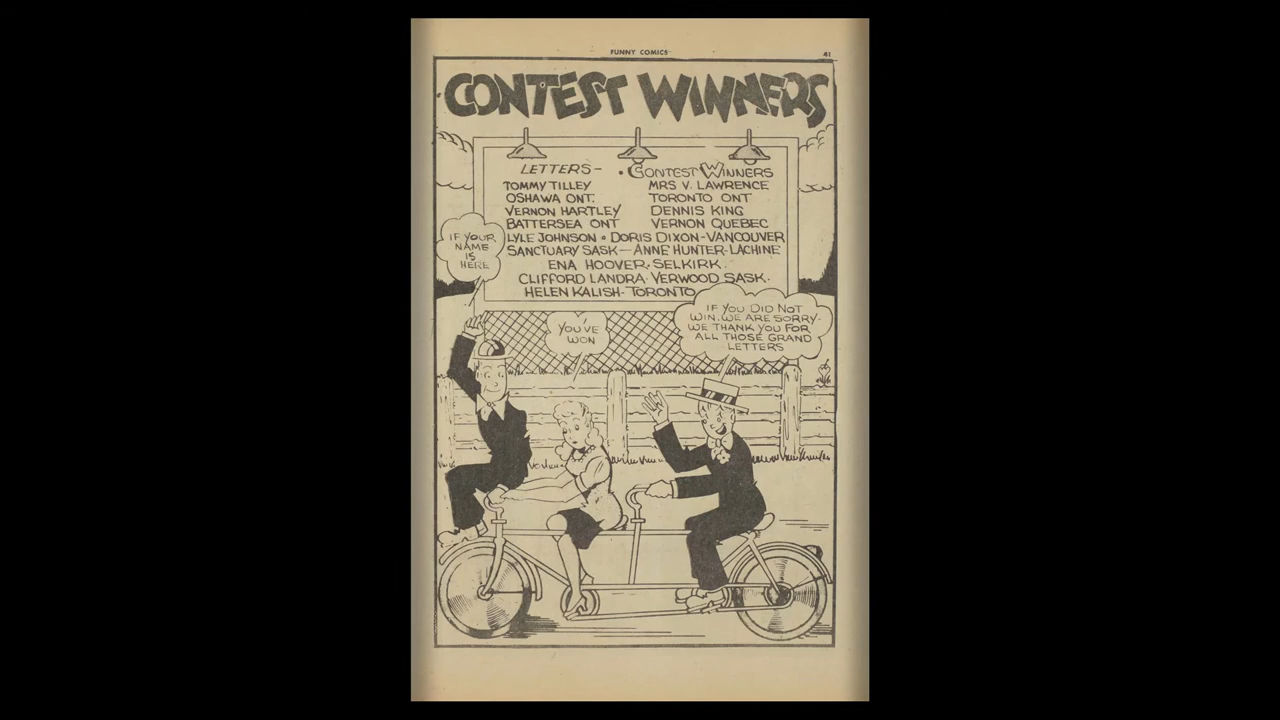 FUNNY COMICS
41
CONTEST WINNERS
LETTERS-
TOMMY TILLEY
OSHAWA ONT.
VERNON HARTLEY
BATTERSEA ONT
• CONTEST WINNERS
MRS V. LAWRENCE
TORONTO ONT
DENNIS KING
VERNON QUEBEC
LYLE JOHNSON • DORIS DIXON-VANCOUVER
SANCTUARY SASK-ANNE HUNTER-LACHINE
ENA HOOVER-SELKIRK.
CLIFFORD LANDRA-VERWOOD SASK.
HELEN KALISH-TORONTO
IF YOUR
NAME
IS
HERE
YOU'VE
WON
IF YOU DID NOT
WIN. WE ARE SORRY-
WE THANK YOU FOR
ALL THOSE GRAND
LETTERS